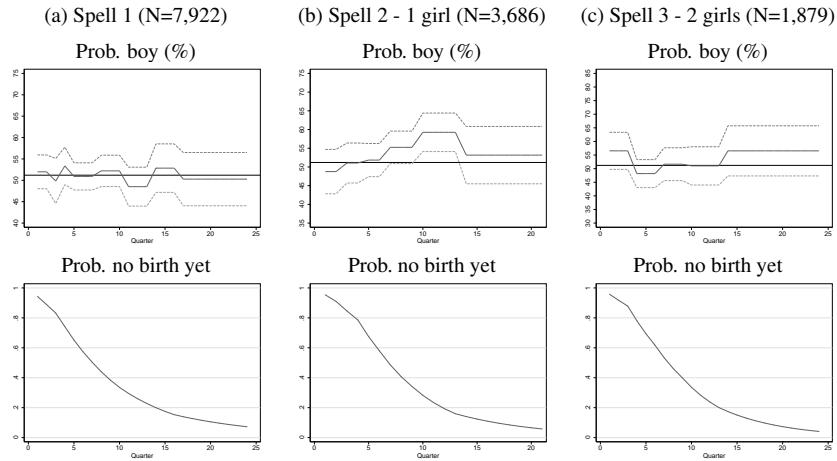 (a) Spell 1 (N=7,922)
(b) Spell 2 - 1 girl (N=3,686)
(c) Spell 3 - 2 girls (N=1,879)
Prob. boy (%)
Prob. boy (%)
Prob. boy (%)
75
70
65
60
55
50
45
40
0 5 10 15 20 25
Quarter
75
70
65
60
55
50
45
40
35
0 5 10 15 20
Quarter
85
80
75
70
65
60
55
50
45
40
35
30
0 5 10 15 20 25
Quarter
Prob. no birth yet
Prob. no birth yet
Prob. no birth yet
1
.8
.6
.4
.2
0
0 5 10 15 20 25
Quarter
1
.8
.6
.4
.2
0
0 5 10 15 20
Quarter
1
.8
.6
.4
.2
0
0 5 10 15 20 25
Quarter